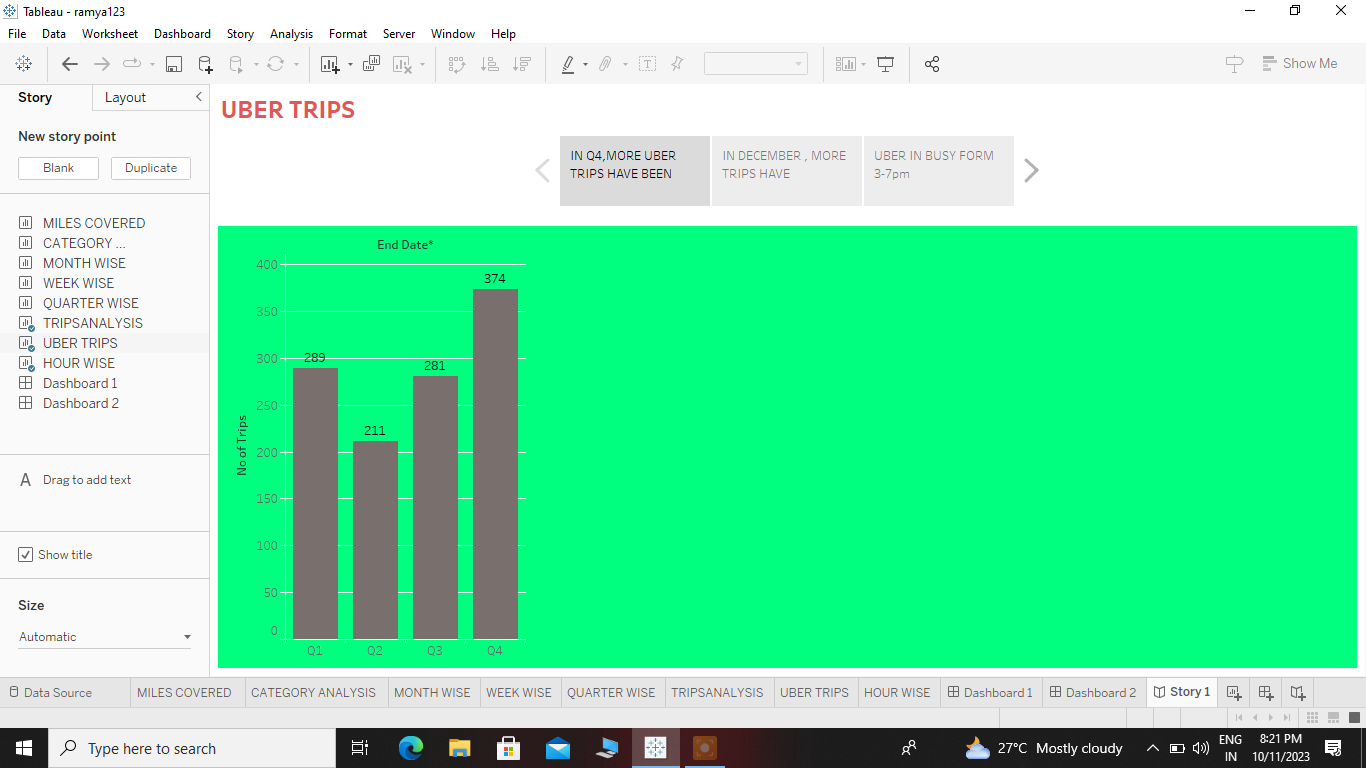 Tableau - ramya123
File Data Worksheet Dashboard Story Analysis Format Server Window Help
Show Me
Story Layout
New story point
Blank Duplicate
MILES COVERED
CATEGORY ...
MONTH WISE
WEEK WISE
QUARTER WISE
TRIPSANALYSIS
UBER TRIPS
HOUR WISE
Dashboard 1
Dashboard 2
A Drag to add text
Show title
Size
Automatic
UBER TRIPS
IN Q4,MORE UBER
TRIPS HAVE BEEN
IN DECEMBER , MORE
TRIPS HAVE
UBER IN BUSY FORM
3-7pm
End Date*
No of Trips
400
350
300
250
200
150
100
50
0
289
211
281
374
Q1 Q2 Q3 Q4
Data Source MILES COVERED CATEGORY ANALYSIS MONTH WISE WEEK WISE QUARTER WISE TRIPSANALYSIS UBER TRIPS HOUR WISE Dashboard 1 Dashboard 2 Story 1
Type here to search
27°C Mostly cloudy
ENG
IN
8:21 PM
10/11/2023